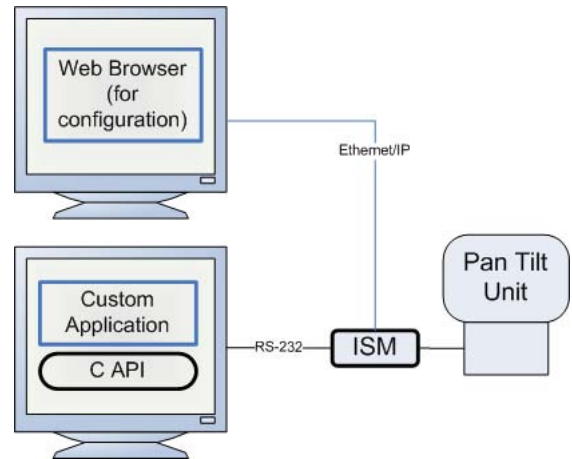 Web Browser
(for
configuration)
Ethernet/IP
Custom
Application
C API
RS-232
ISM
Pan Tilt
Unit